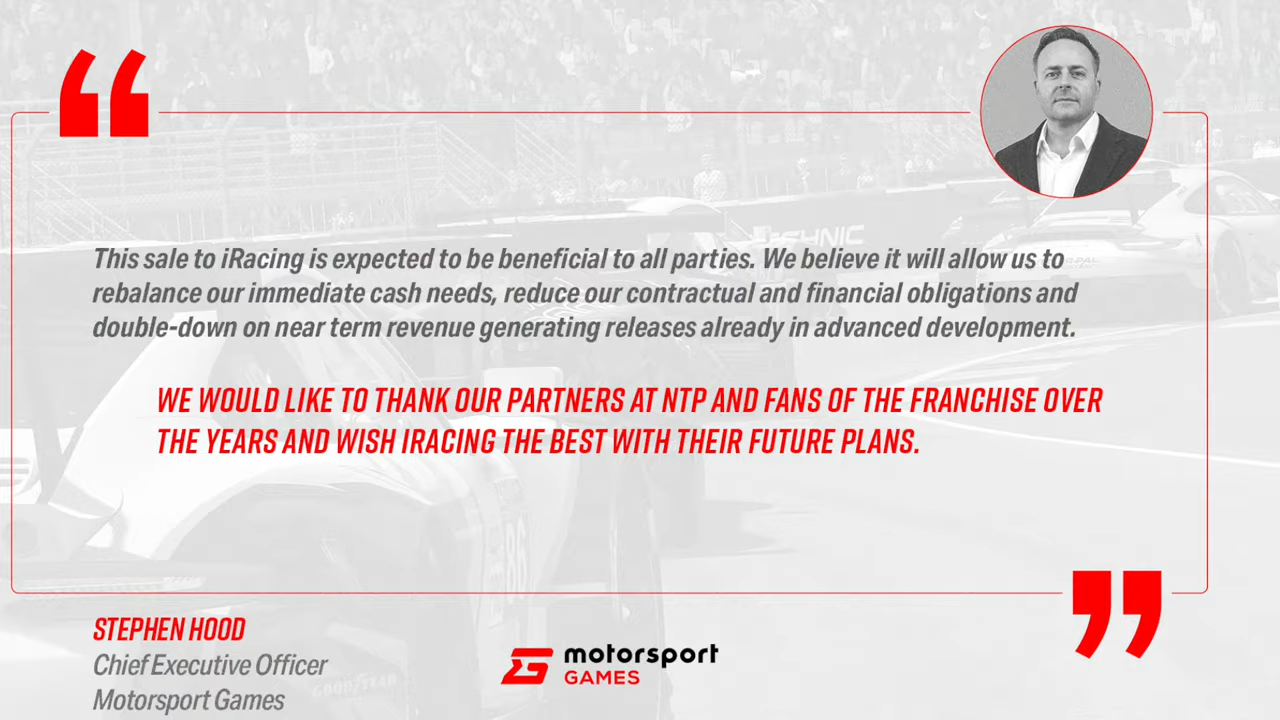 This sale to iRacing is expected to be beneficial to all parties. We believe it will allow us to
rebalance our immediate cash needs, reduce our contractual and financial obligations and
double-down on near term revenue generating releases already in advanced development.
WE WOULD LIKE TO THANK OUR PARTNERS AT NTP AND FANS OF THE FRANCHISE OVER
THE YEARS AND WISH IRACING THE BEST WITH THEIR FUTURE PLANS.
STEPHEN HOOD
Chief Executive Officer
Motorsport Games
motorsport
GAMES
GOODYEAR